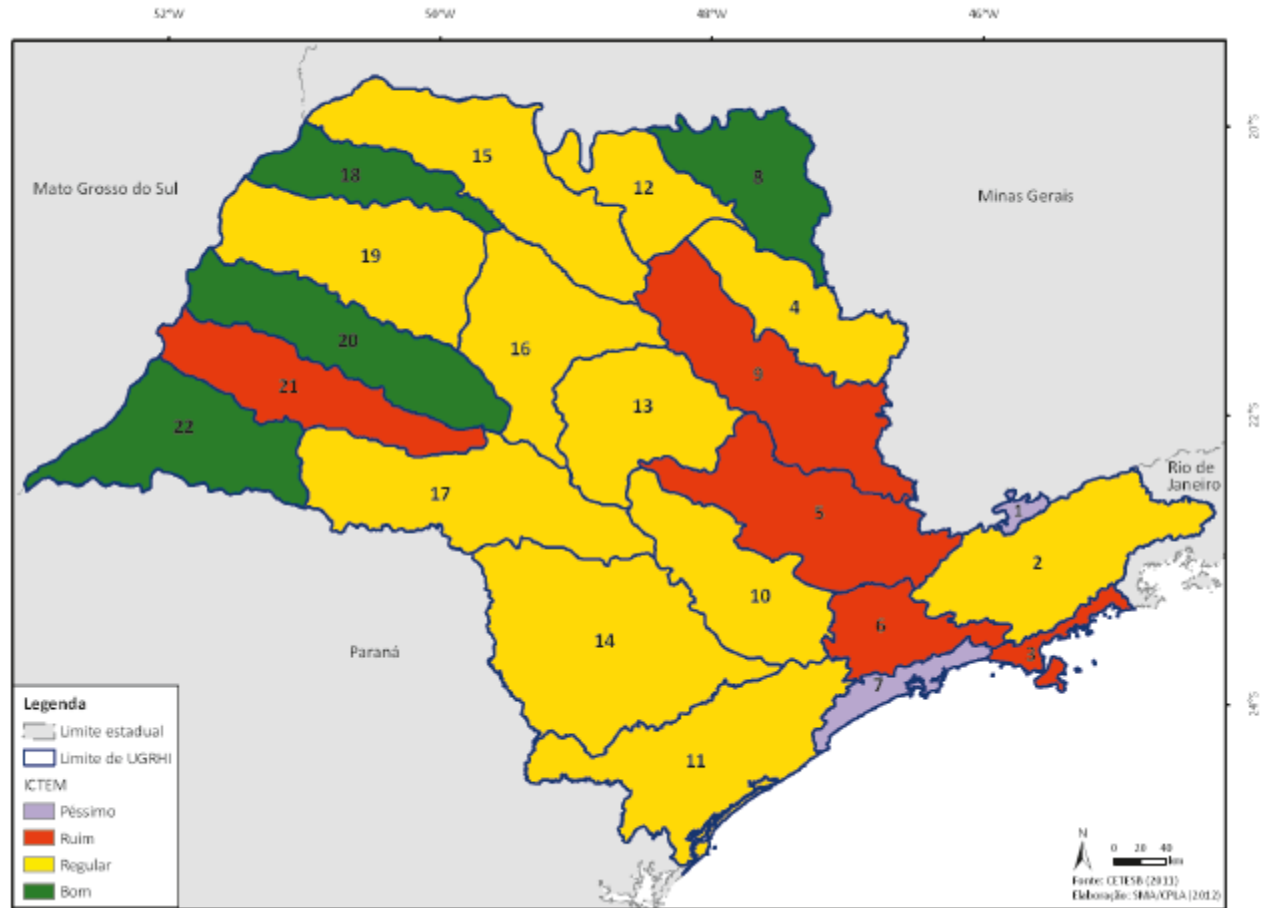 52°W 50°W 48°W 46°W
20°S
22°S
24°S
Mato Grosso do Sul
Minas Gerais
Rio de
Janeiro
Paraná
15
18
12
8
19
4
16
20
9
21
13
22
17
5
1
2
10
6
14
3
7
11
Legenda
Limite estadual
Limite de UGRHI
ICTEM
Péssimo
Ruim
Regular
Bom
N
0 20 40
km
Fonte: CETESB (2011)
Elaboração: SMA/CPLA (2012)